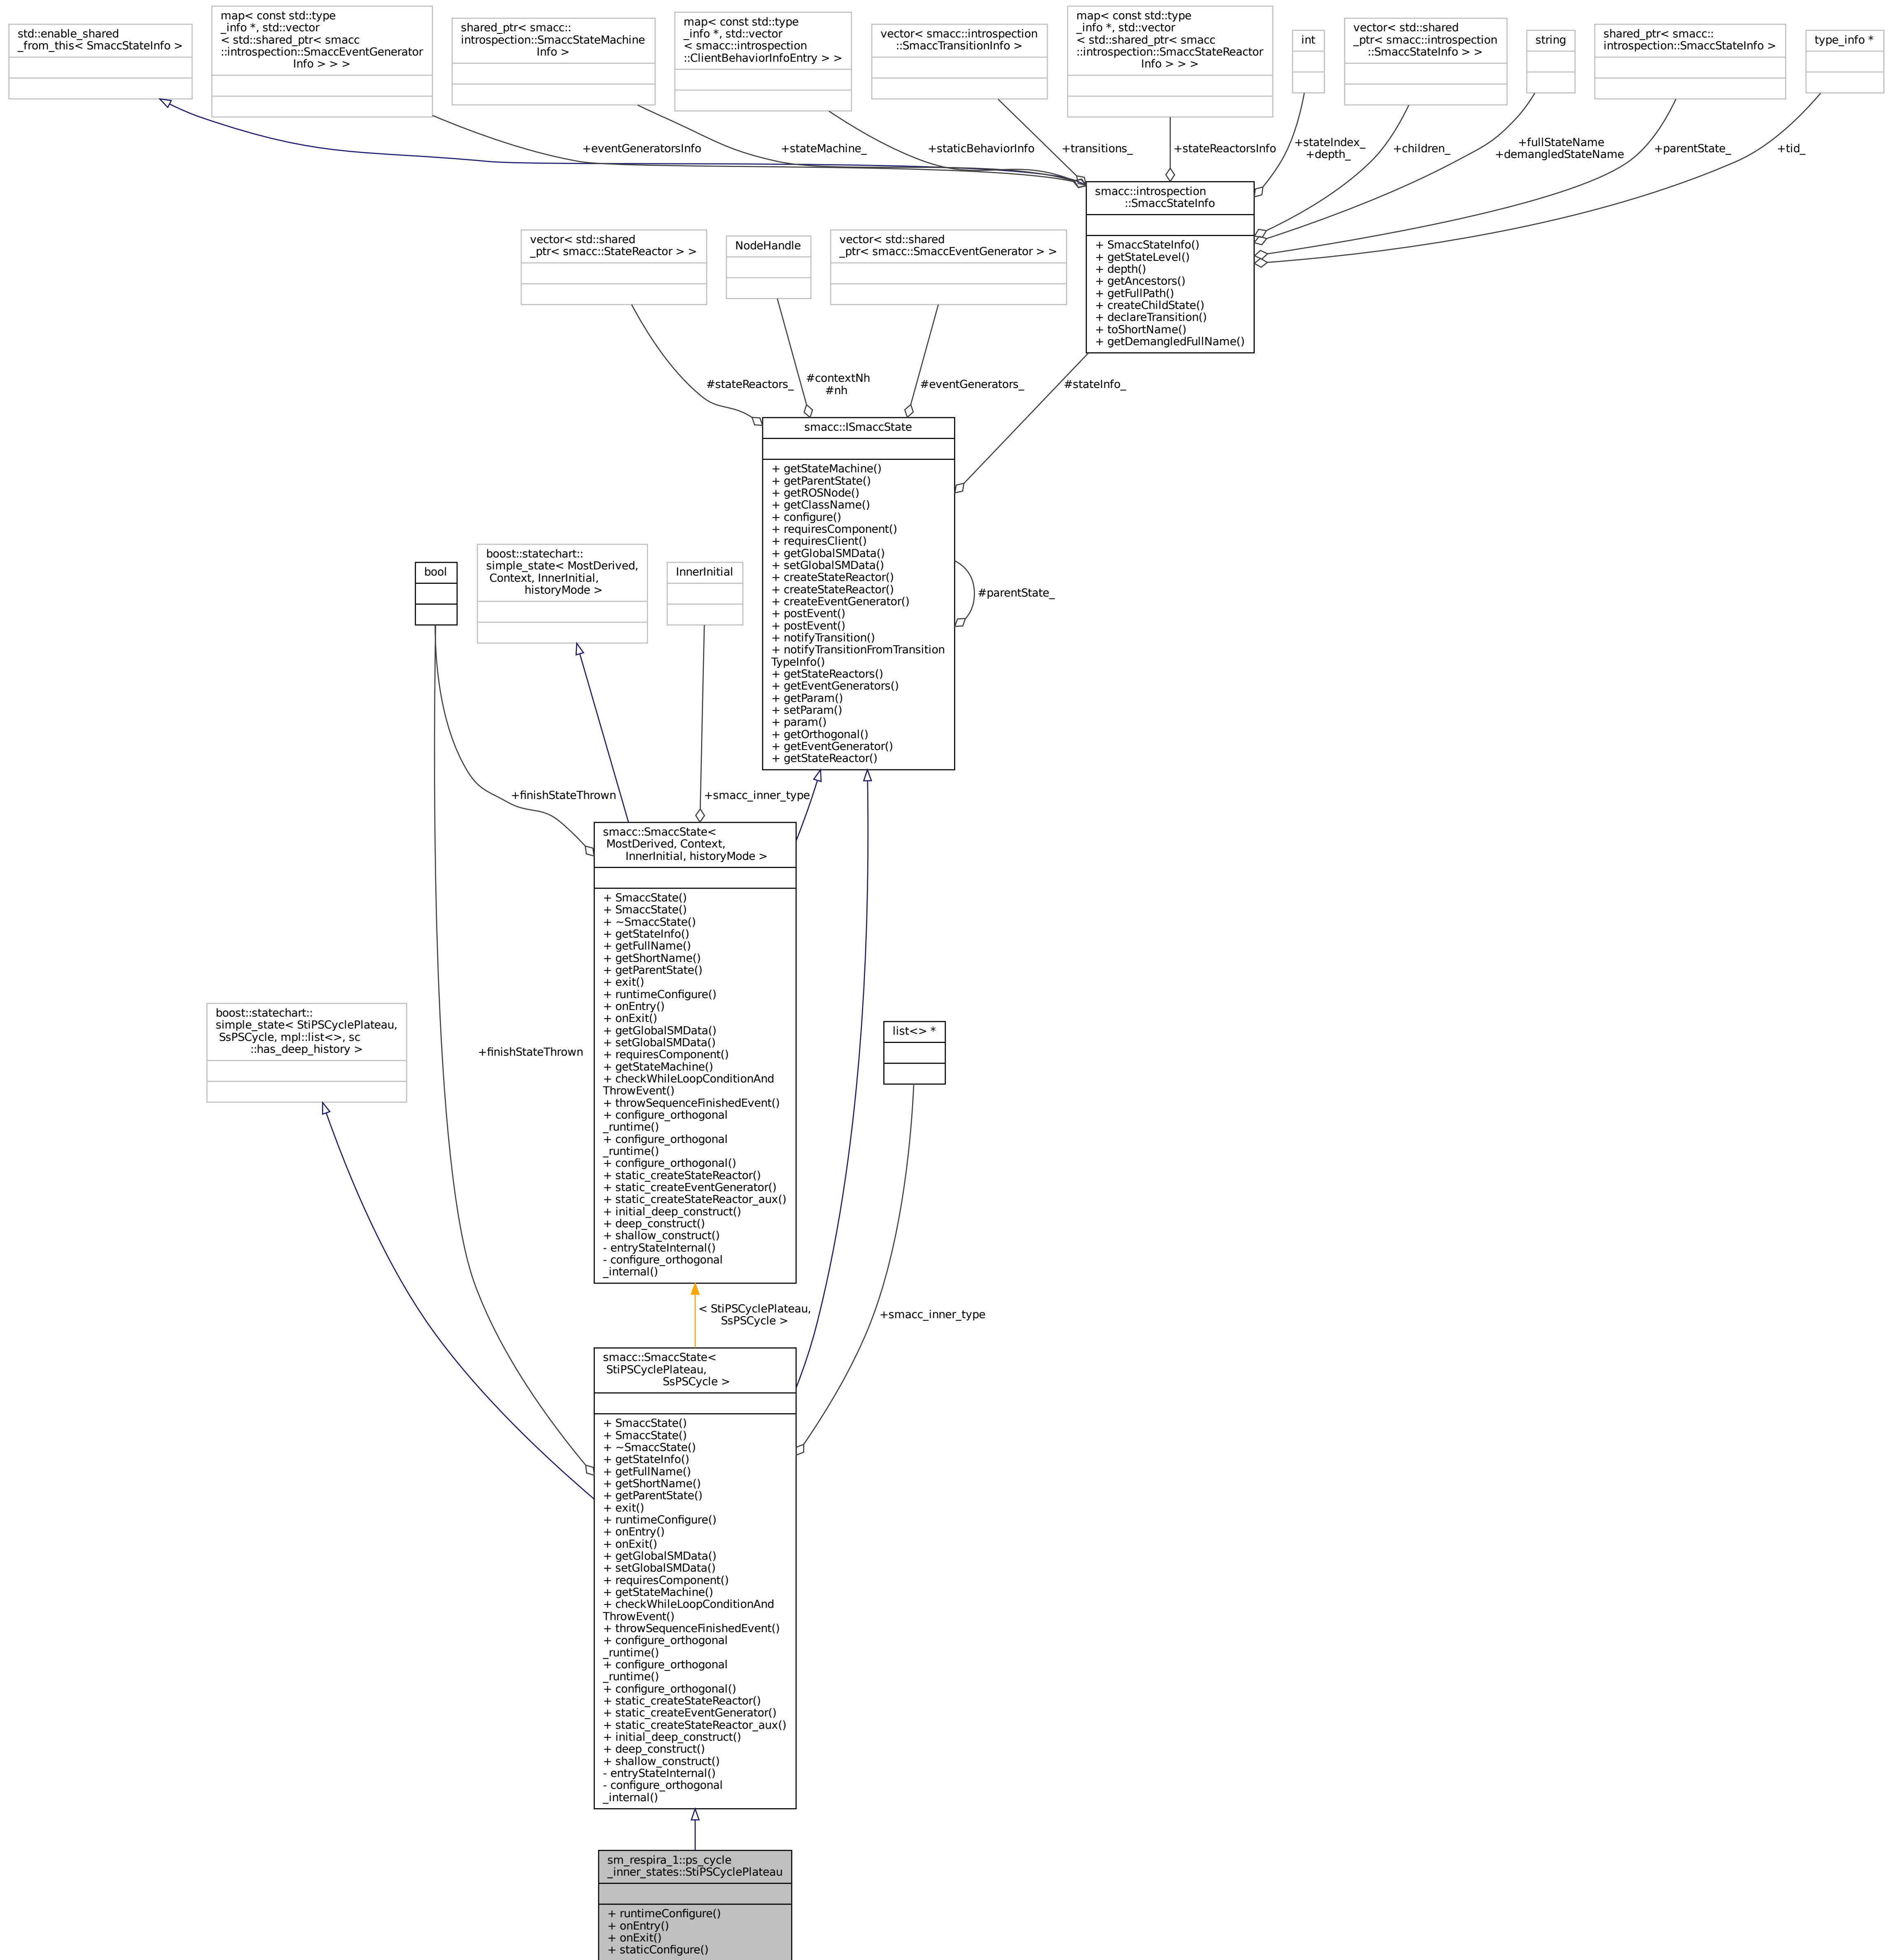 std::enable_shared
_from_this< SmaccStateInfo >
map< const std::type
_info *, std::vector
< std::shared_ptr< smacc
::introspection::SmaccEventGenerator
Info > > >
shared_ptr< smacc::
introspection::SmaccStateMachine
Info >
map< const std::type
_info *, std::vector
< smacc::introspection
::ClientBehaviorInfoEntry > >
vector< smacc::introspection
::SmaccTransitionInfo >
map< const std::type
_info *, std::vector
< std::shared_ptr< smacc
::introspection::SmaccStateReactor
Info > > >
int
vector< std::shared
_ptr< smacc::introspection
::SmaccStateInfo > >
string
shared_ptr< smacc::
introspection::SmaccStateInfo >
type_info *
+eventGeneratorsInfo
+stateMachine_
+staticBehaviorInfo
+transitions_
+stateReactorsInfo
+stateIndex_
+depth_
+children_
+fullStateName
+demangledStateName
+parentState_
+tid_
smacc::introspection
::SmaccStateInfo
+ SmaccStateInfo()
+ getStateLevel()
+ depth()
+ getAncestors()
+ getFullPath()
+ createChildState()
+ declareTransition()
+ toShortName()
+ getDemangledFullName()
vector< std::shared
_ptr< smacc::StateReactor > >
NodeHandle
vector< std::shared
_ptr< smacc::SmaccEventGenerator > >
#stateReactors_
#contextNh
#nh
#eventGenerators_
#stateInfo_
smacc::ISmaccState
+ getStateMachine()
+ getParentState()
+ getROSNode()
+ getClassName()
+ configure()
+ requiresComponent()
+ requiresClient()
+ getGlobalSMData()
+ setGlobalSMData()
+ createStateReactor()
+ createStateReactor()
+ createEventGenerator()
+ postEvent()
+ postEvent()
+ notifyTransition()
+ notifyTransitionFromTransition
TypeInfo()
+ getStateReactors()
+ getEventGenerators()
+ getParam()
+ setParam()
+ param()
+ getOrthogonal()
+ getEventGenerator()
+ getStateReactor()
#parentState_
bool
boost::statechart::
simple_state< MostDerived,
Context, InnerInitial,
historyMode >
InnerInitial
+finishStateThrown
+smacc_inner_type
smacc::SmaccState<
MostDerived, Context,
InnerInitial, historyMode >
+ SmaccState()
+ SmaccState()
+ ~SmaccState()
+ getStateInfo()
+ getFullName()
+ getShortName()
+ getParentState()
+ exit()
+ runtimeConfigure()
+ onEntry()
+ onExit()
+ getGlobalSMData()
+ setGlobalSMData()
+ requiresComponent()
+ getStateMachine()
+ checkWhileLoopConditionAnd
ThrowEvent()
+ throwSequenceFinishedEvent()
+ configure_orthogonal
_runtime()
+ configure_orthogonal
_runtime()
+ configure_orthogonal()
+ static_createStateReactor()
+ static_createEventGenerator()
+ static_createStateReactor_aux()
+ initial_deep_construct()
+ deep_construct()
+ shallow_construct()
- entryStateInternal()
- configure_orthogonal
_internal()
boost::statechart::
simple_state< StiPSCyclePlateau,
SsPSCycle, mpl::list<>, sc
::has_deep_history >
+finishStateThrown
list<> *
< StiPSCyclePlateau,
SsPSCycle >
+smacc_inner_type
smacc::SmaccState<
StiPSCyclePlateau,
SsPSCycle >
+ SmaccState()
+ SmaccState()
+ ~SmaccState()
+ getStateInfo()
+ getFullName()
+ getShortName()
+ getParentState()
+ exit()
+ runtimeConfigure()
+ onEntry()
+ onExit()
+ getGlobalSMData()
+ setGlobalSMData()
+ requiresComponent()
+ getStateMachine()
+ checkWhileLoopConditionAnd
ThrowEvent()
+ throwSequenceFinishedEvent()
+ configure_orthogonal
_runtime()
+ configure_orthogonal
_runtime()
+ configure_orthogonal()
+ static_createStateReactor()
+ static_createEventGenerator()
+ static_createStateReactor_aux()
+ initial_deep_construct()
+ deep_construct()
+ shallow_construct()
- entryStateInternal()
- configure_orthogonal
_internal()
sm_respira_1::ps_cycle
_inner_states::StiPSCyclePlateau
+ runtimeConfigure()
+ onEntry()
+ onExit()
+ staticConfigure()